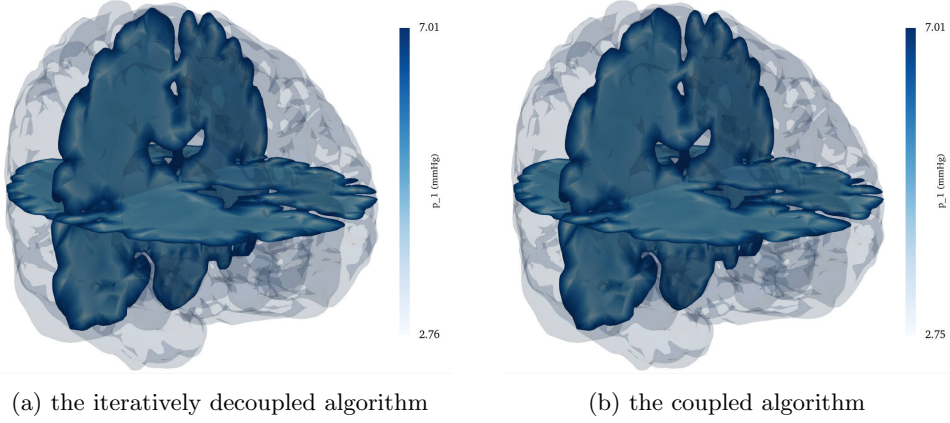 7.01
p_1 (mmHg)
2.76
7.01
p_1 (mmHg)
2.75
(a) the iteratively decoupled algorithm
(b) the coupled algorithm